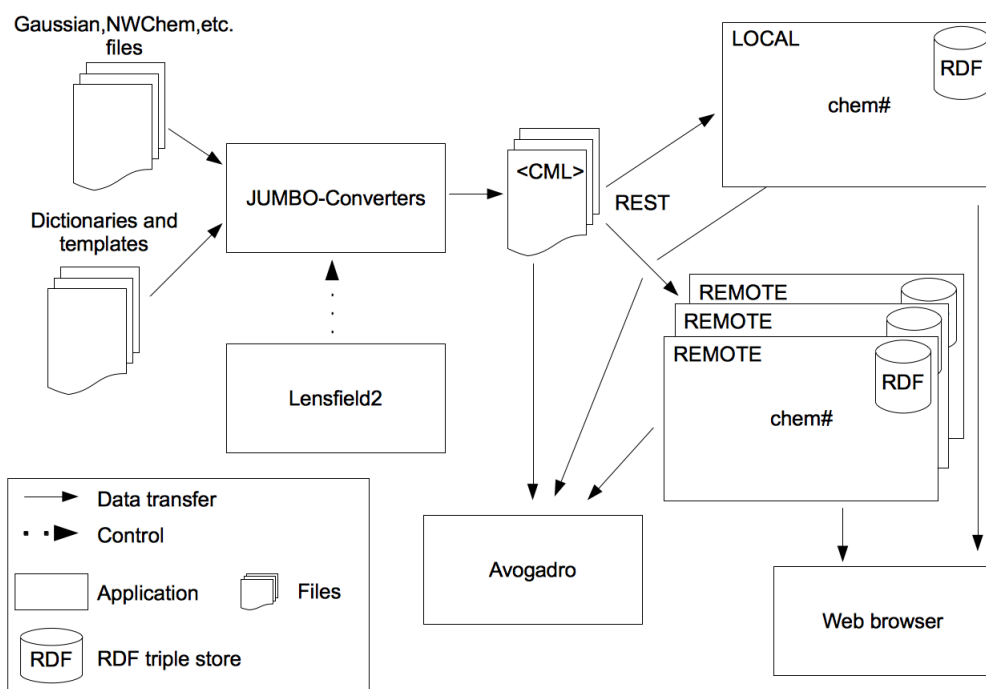 Gaussian,NWChem,etc.
files
Dictionaries and
templates
JUMBO-Converters
Lensfield2
<CML>
REST
LOCAL
RDF
chem#
REMOTE
REMOTE
REMOTE
RDF
chem#
Avogadro
Web browser
Data transfer
Control
Application
Files
RDF
RDF triple store